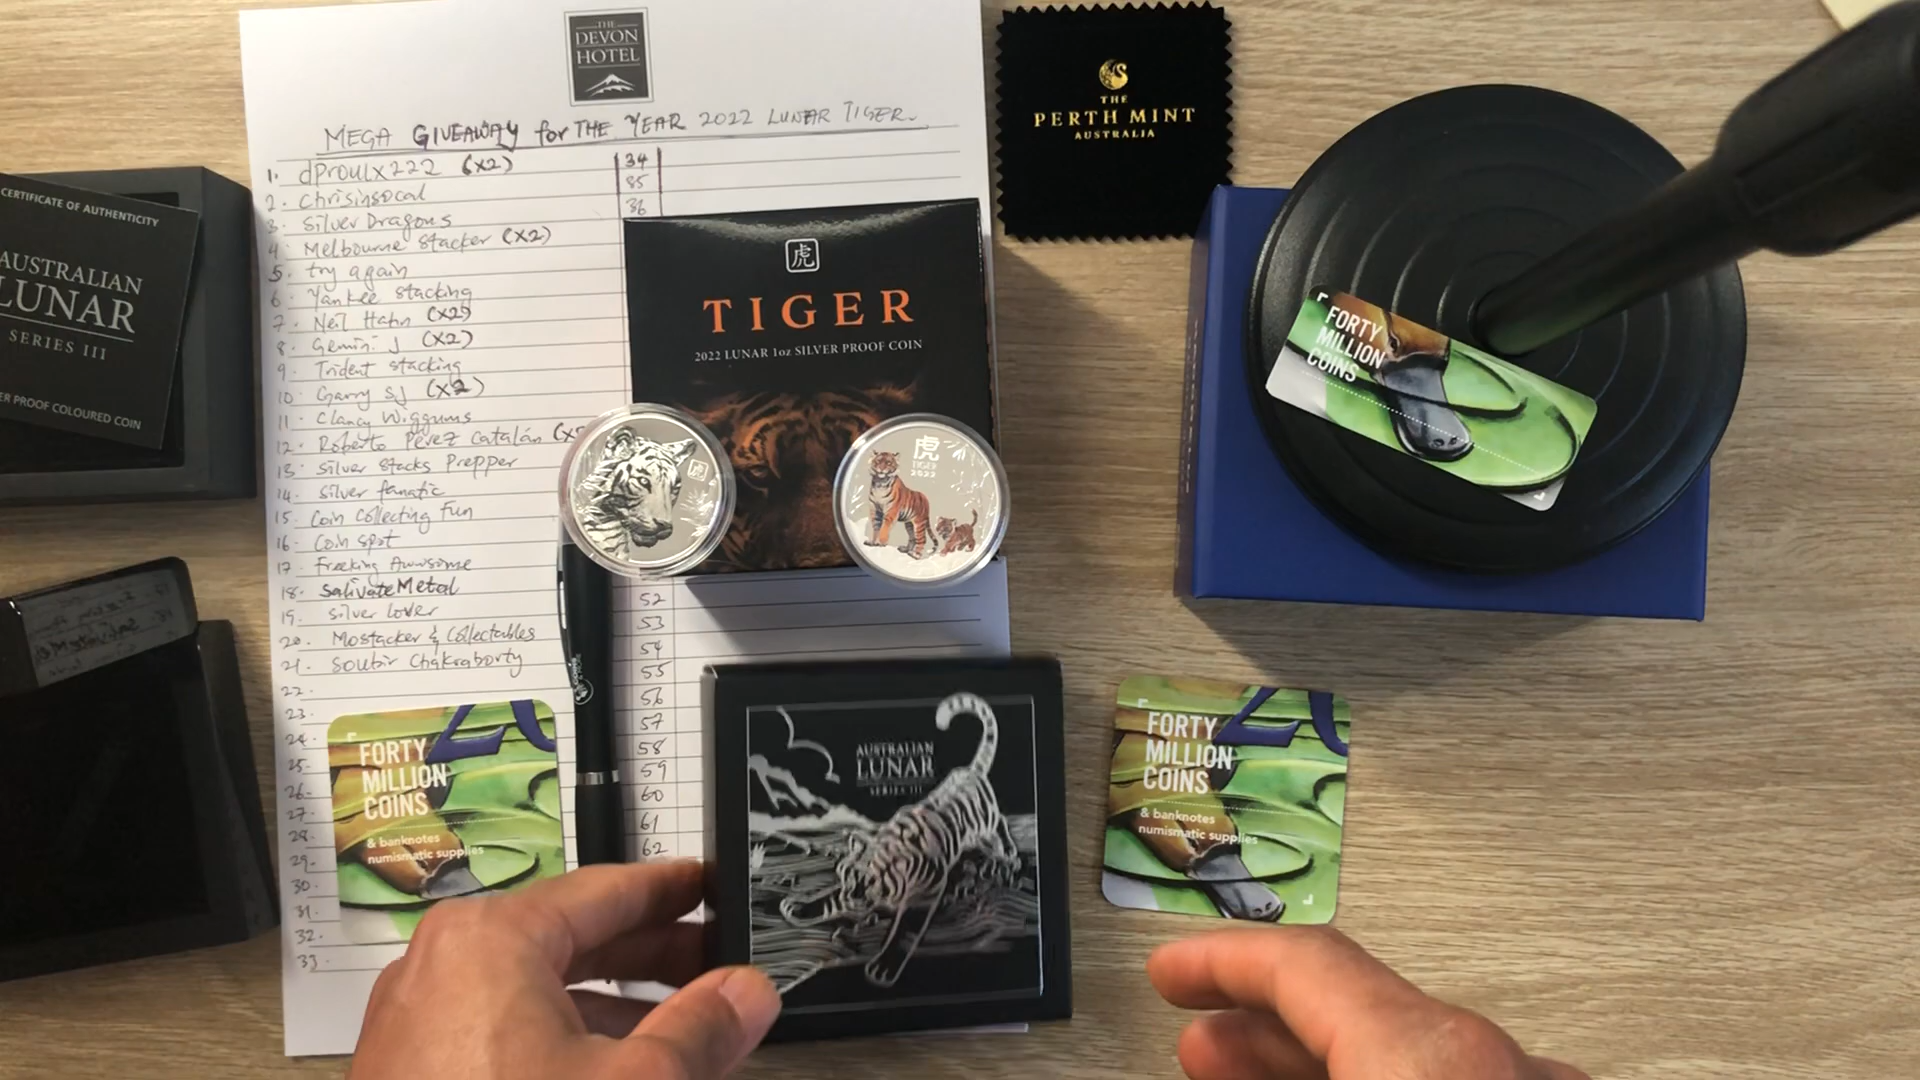 THE
DEVON
HOTEL
MEGA GIVEAWAY for THE YEAR 2022 LUNAR TIGER.
1. dProulx222 (x2)
2. Chrisinsocal
3. Silver Dragons
4. Melbourne Stacker (x2)
5. try again
6. Yankee stacking
7. Neil Hahn (x2)
8. Gemini J (x2)
9. Trident stacking
10. Garry SJ (x2)
11. Clancy Wiggums
12. Roberto Perez Catalán
13. Silver Stacks Prepper
14. Silver fanatic
15. Coin Collecting Fun
16. Coin Spot
17. Freeking Awwsome
18. Salivate Metal
19. silver lover
20. Mostacker & Collectables
21. Soubir Chakraborty
22.
23.
24.
25.
26.
27.
28.
29.
30.
31.
32.
33.
34
85
36
52
53
54
55
56
57
58
59
60
61
62
CERTIFICATE OF AUTHENTICITY
AUSTRALIAN
LUNAR
SERIES III
PROOF COLOURED COIN
虎
TIGER
2022 LUNAR 1oz SILVER PROOF COIN
虎
虎
TIGER
2022
AUSTRALIAN
LUNAR
SERIES III
THE
PERTH MINT
AUSTRALIA
FORTY
MILLION
COINS
FORTY
MILLION
COINS
& banknotes
numismatic supplies
FORTY
MILLION
COINS
& banknotes
numismatic supplies